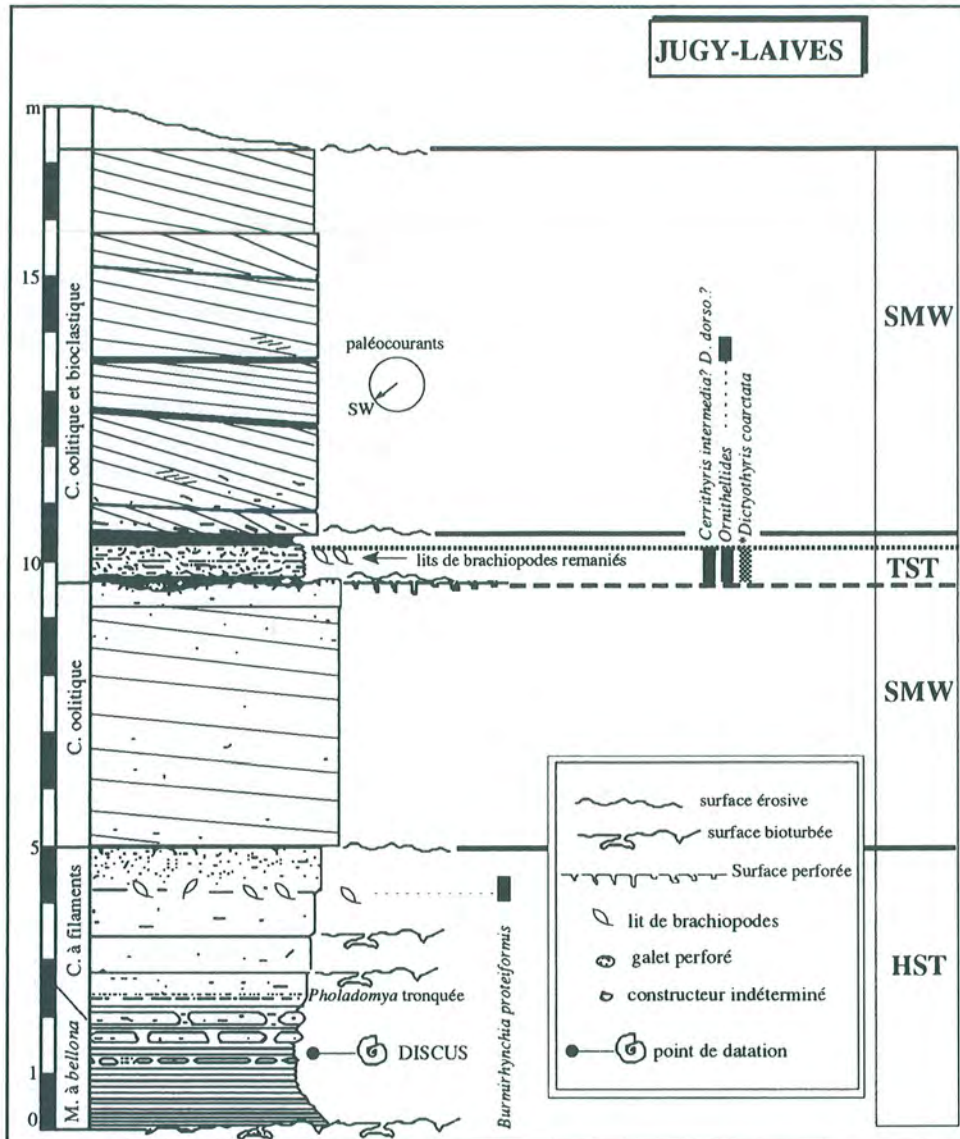 JUGY-LAIVES
m
15
10
5
1
0
C. oolitique et bioclastique
C. oolitique
C. à filaments
M. à bellona
paléocourants
SW
lits de brachiopodes remaniés
Cerrithyris intermedia? D. dorso.?
Ornithellides
*Dictyothyris coarctata
SMW
TST
SMW
HST
Pholadomya tronquée
DISCUS
Burmirhynchia proteiformis
surface érosive
surface bioturbée
Surface perforée
lit de brachiopodes
galet perforé
constructeur indéterminé
point de datation